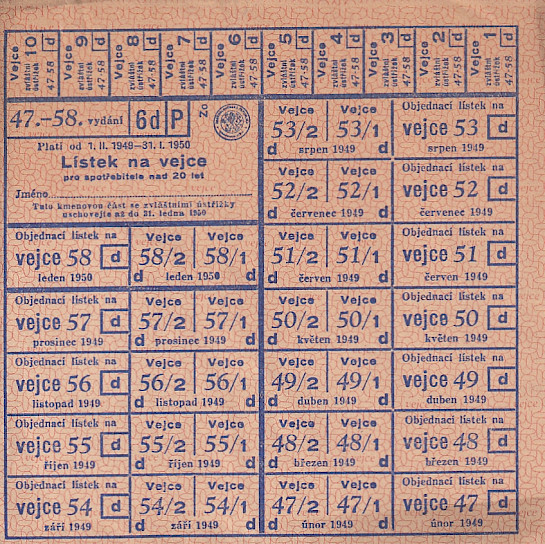 Vejce 10 zvláštní ústřižek 47-58 d
Vejce 9 zvláštní ústřižek 47-58 d
Vejce 8 zvláštní ústřižek 47-58 d
Vejce 7 zvláštní ústřižek 47-58 d
Vejce 6 zvláštní ústřižek 47-58 d
Vejce 5 zvláštní ústřižek 47-58 d
Vejce 4 zvláštní ústřižek 47-58 d
Vejce 3 zvláštní ústřižek 47-58 d
Vejce 2 zvláštní ústřižek 47-58 d
Vejce 1 zvláštní ústřižek 47-58 d
47.-58. vydání 6d P Zo
Platí od 1. II. 1949-31. I. 1950
Lístek na vejce
pro spotřebitele nad 20 let
Jméno
Tuto kmenovou část se zvláštními ústřižky
uschovejte až do 31. ledna 1950
Vejce Vejce Objednací lístek na
53/2 53/1 vejce 53 d
srpen 1949 srpen 1949
Vejce Vejce Objednací lístek na
52/2 52/1 vejce 52 d
d červenec 1949 d červenec 1949
Objednací lístek na Vejce Vejce
vejce 58 d 58/2 58/1
leden 1950 d leden 1950 d
Vejce Vejce Objednací lístek na
51/2 51/1 vejce 51 d
d červen 1949 d červen 1949
Objednací lístek na Vejce Vejce
vejce 57 d 57/2 57/1
prosinec 1949 d prosinec 1949 d
Vejce Vejce Objednací lístek na
50/2 50/1 vejce 50 d
d květen 1949 d květen 1949
Objednací lístek na Vejce Vejce
vejce 56 d 56/2 56/1
listopad 1949 d listopad 1949 d
Vejce Vejce Objednací lístek na
49/2 49/1 vejce 49 d
d duben 1949 d duben 1949
Objednací lístek na Vejce Vejce
vejce 55 d 55/2 55/1
říjen 1949 d říjen 1949 d
Vejce Vejce Objednací lístek na
48/2 48/1 vejce 48 d
d březen 1949 d březen 1949
Objednací lístek na Vejce Vejce
vejce 54 d 54/2 54/1
září 1949 d září 1949 d
Vejce Vejce Objednací lístek na
47/2 47/1 vejce 47 d
d únor 1949 d únor 1949